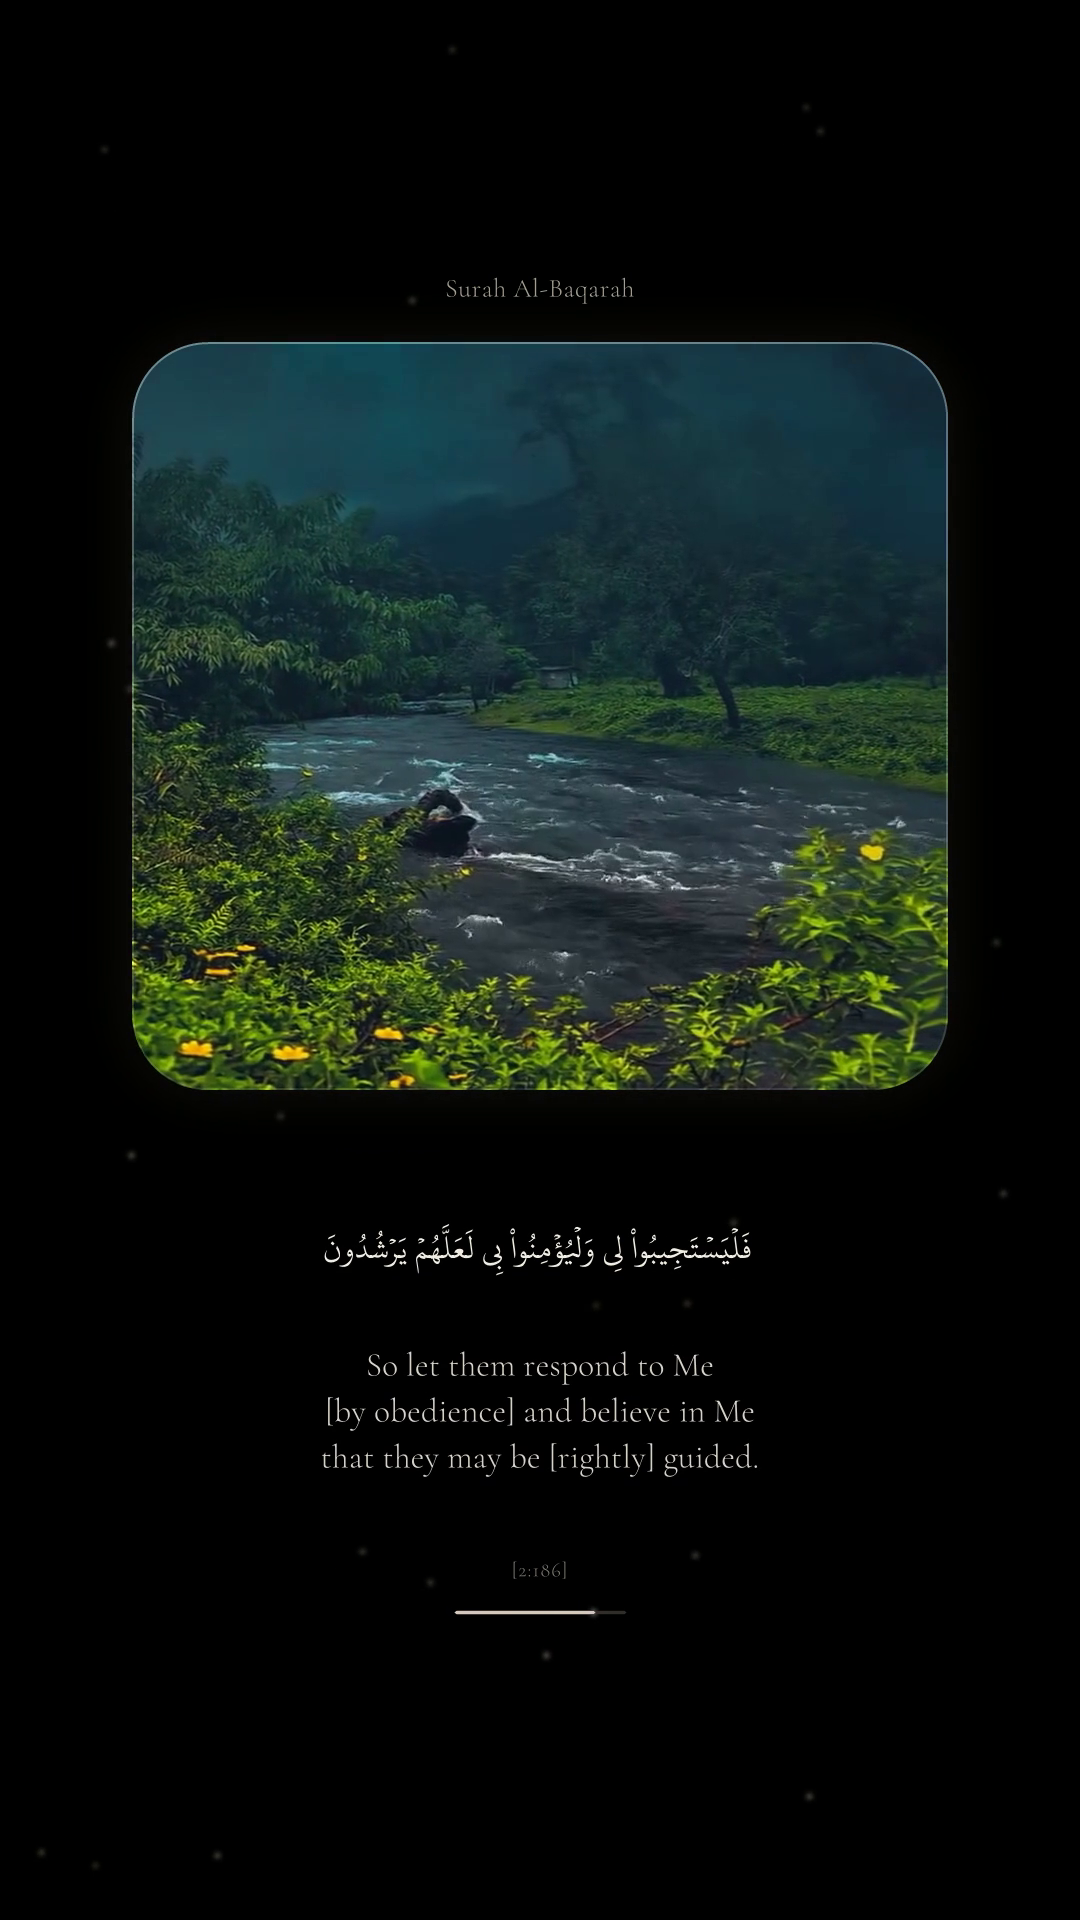 Surah Al-Baqarah
فَلْيَسْتَجِيبُوا۟ لِى وَلْيُؤْمِنُوا۟ بِى لَعَلَّهُمْ يَرْشُدُونَ
So let them respond to Me
[by obedience] and believe in Me
that they may be [rightly] guided.
[2:186]